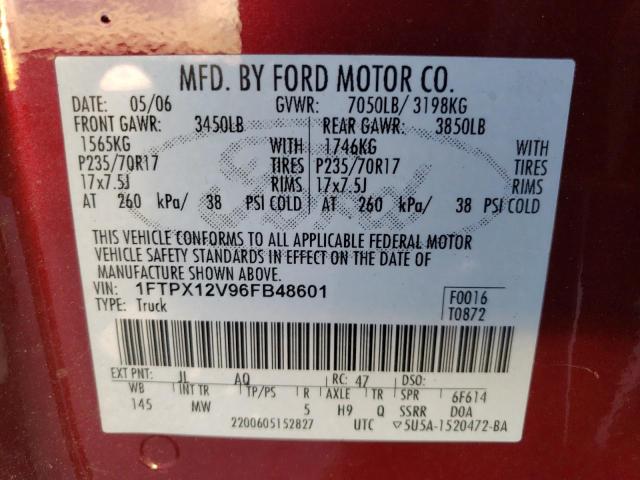 MFD. BY FORD MOTOR CO.
DATE: 05/06 GVWR: 7050LB/ 3198KG
FRONT GAWR: 3450LB REAR GAWR: 3850LB
1565KG WITH 1746KG WITH
P235/70R17 TIRES P235/70R17 TIRES
17x7.5J RIMS 17x7.5J RIMS
AT 260 kPa/ 38 PSI COLD AT 260 kPa/ 38 PSI COLD
Ford
THIS VEHICLE CONFORMS TO ALL APPLICABLE FEDERAL MOTOR
VEHICLE SAFETY STANDARDS IN EFFECT ON THE DATE OF
MANUFACTURE SHOWN ABOVE.
VIN: 1FTPX12V96FB48601 F0016
TYPE: Truck T0872
EXT PNT: JL AQ RC: 47 DSO:
WB INT TR TP/PS R AXLE TR SPR 6F614
145 MW 5 H9 Q SSRR DOA
2200605152827 UTC ▽5U5A-1520472-BA